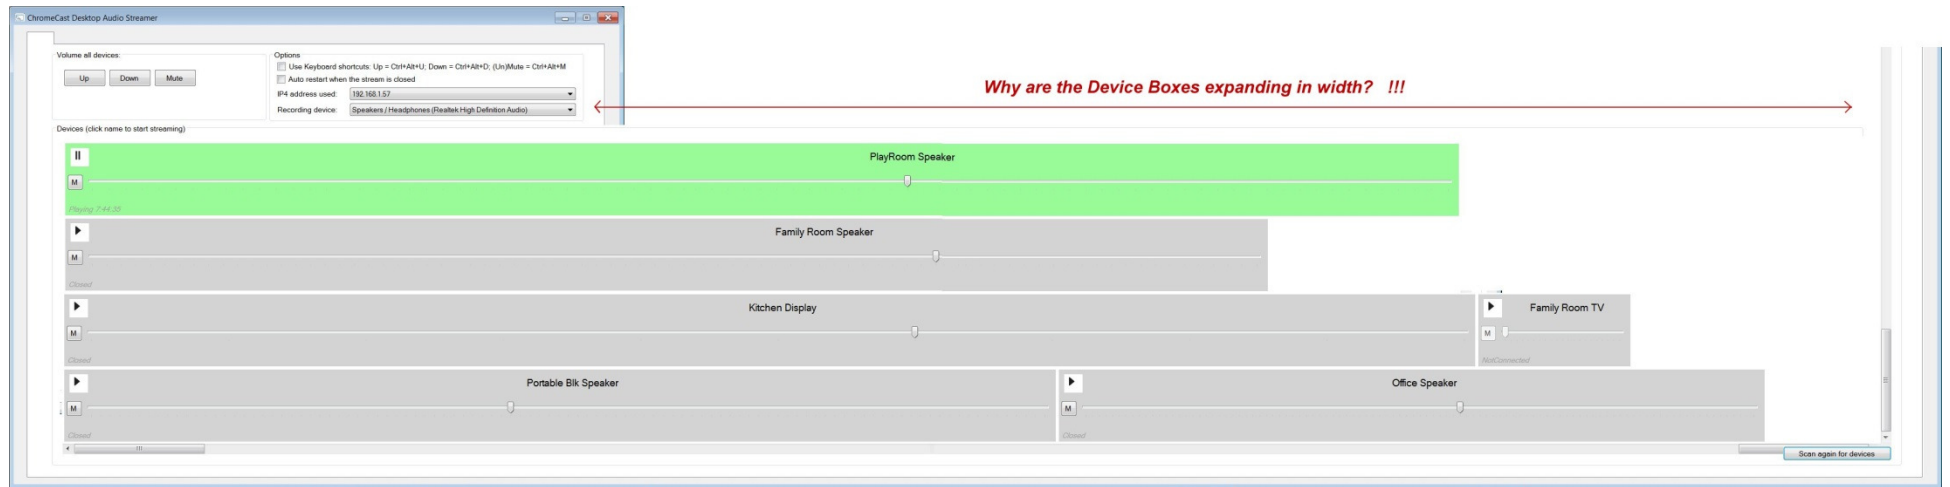 ChromeCast Desktop Audio Streamer
Volume all devices:
Up Down Mute
Options
Use Keyboard shortcuts: Up = Ctrl+Alt+U; Down = Ctrl+Alt+D; (Un)Mute = Ctrl+Alt+M
Auto restart when the stream is closed
IP4 address used: 192.168.1.57
Recording device: Speakers / Headphones (Realtek High Definition Audio)
Why are the Device Boxes expanding in width? !!!
Devices (click name to start streaming)
PlayRoom Speaker
M
Playing 7:44:35
Family Room Speaker
M
Closed
Kitchen Display
M
Closed
Family Room TV
M
NotConnected
Portable Blk Speaker
M
Closed
Office Speaker
M
Closed
Scan again for devices